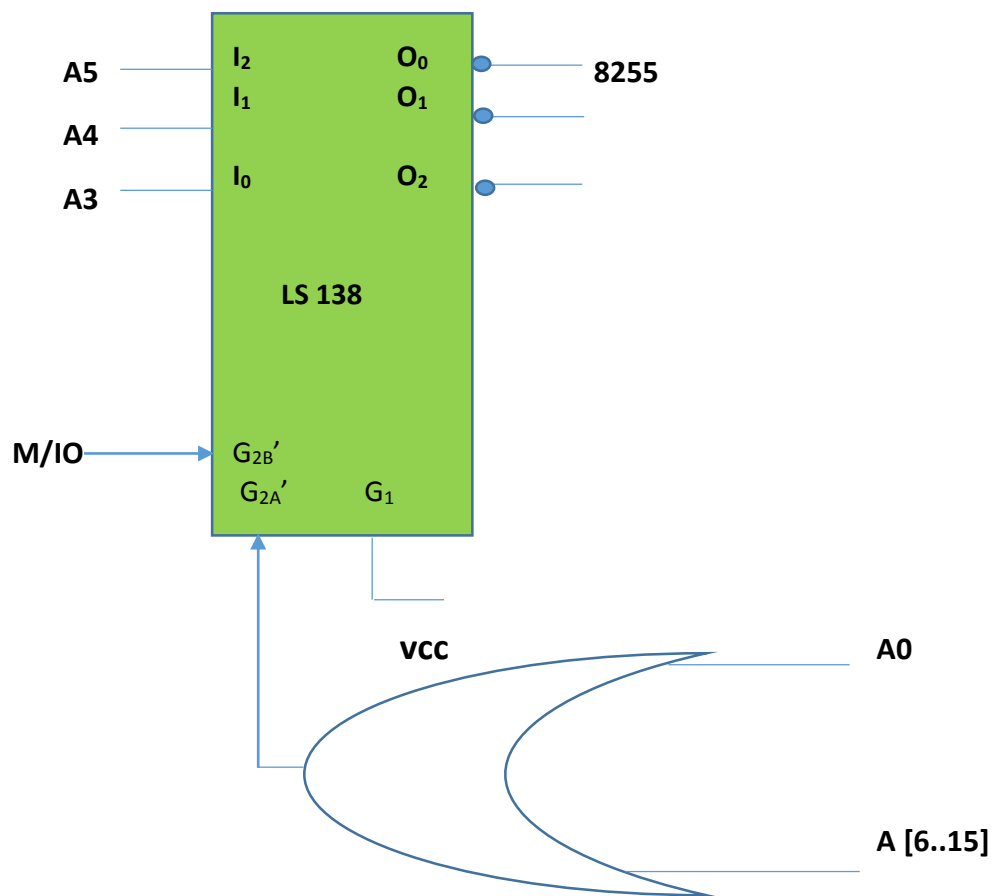 A5 I₂ O₀ 8255
I₁ O₁
A4
A3 I₀ O₂
LS 138
M/IO G₂B’
G₂A’ G₁
vcc A0
A [6..15]